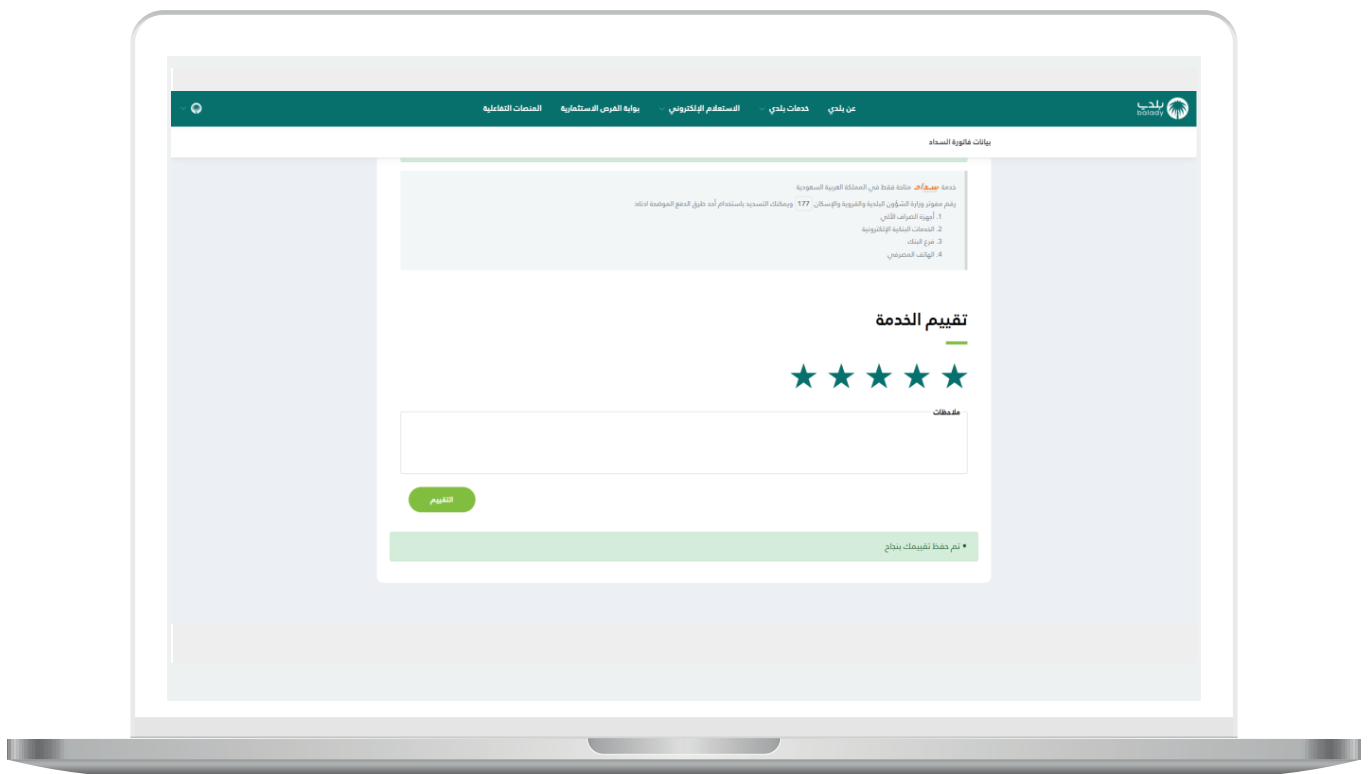 بلدي
balady
عن بلدي
خدمات بلدي
الاستعلام الإلكتروني
بوابة الفرص الاستثمارية
المنصات التفاعلية
بيانات فاتورة السداد
خدمة سداد متاحة فقط في المملكة العربية السعودية
رقم مفوتر وزارة الشؤون البلدية والقروية والإسكان 177 ويمكنك التسديد باستخدام أحد طرق الدفع الموضحة ادناه:
1. أجهزة الصراف الآلي
2. الخدمات البنكية الإلكترونية
3. فرع البنك
4. الهاتف المصرفي
تقييم الخدمة
ملاحظات
التقييم
• تم حفظ تقييمك بنجاح